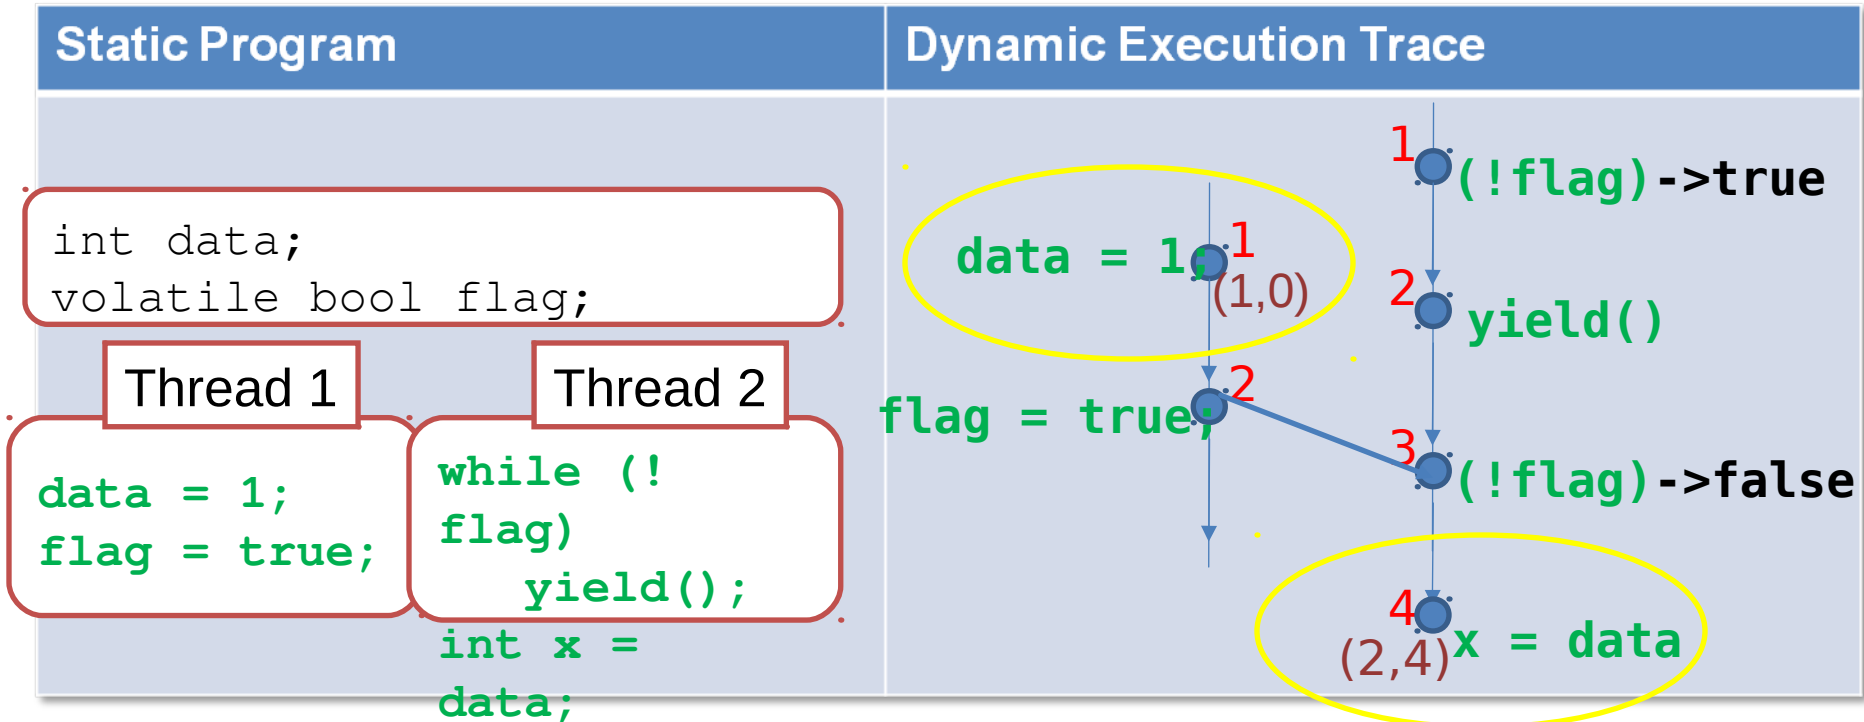 Static Program
Dynamic Execution Trace
int data;
volatile bool flag;
Thread 1
data = 1;
flag = true;
Thread 2
while (!
flag)
yield();
int x =
data;
data = 1;
1
(1,0)
flag = true;
2
1
(!flag)->true
2
yield()
3
(!flag)->false
4
(2,4)
x = data